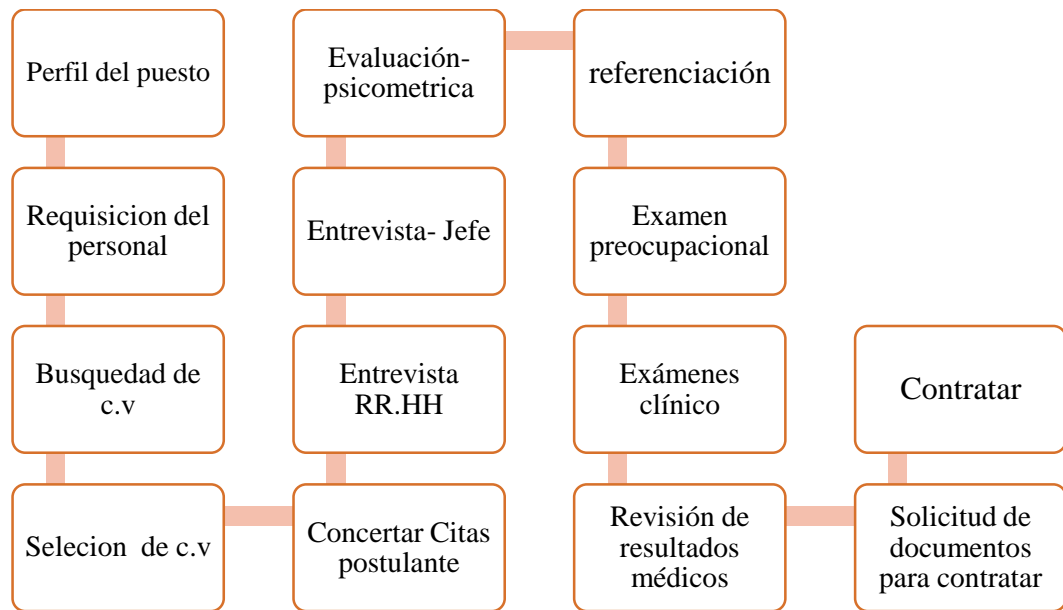 Perfil del puesto
Requisicion del
personal
Busquedad de
c.v
Selecion  de c.v
Concertar Citas
postulante
Entrevista
RR.HH
Entrevista- Jefe
Evaluación-
psicometrica
referenciación
Examen
preocupacional
Exámenes
clínico
Revisión de
resultados
médicos
Solicitud de
documentos
para contratar
Contratar